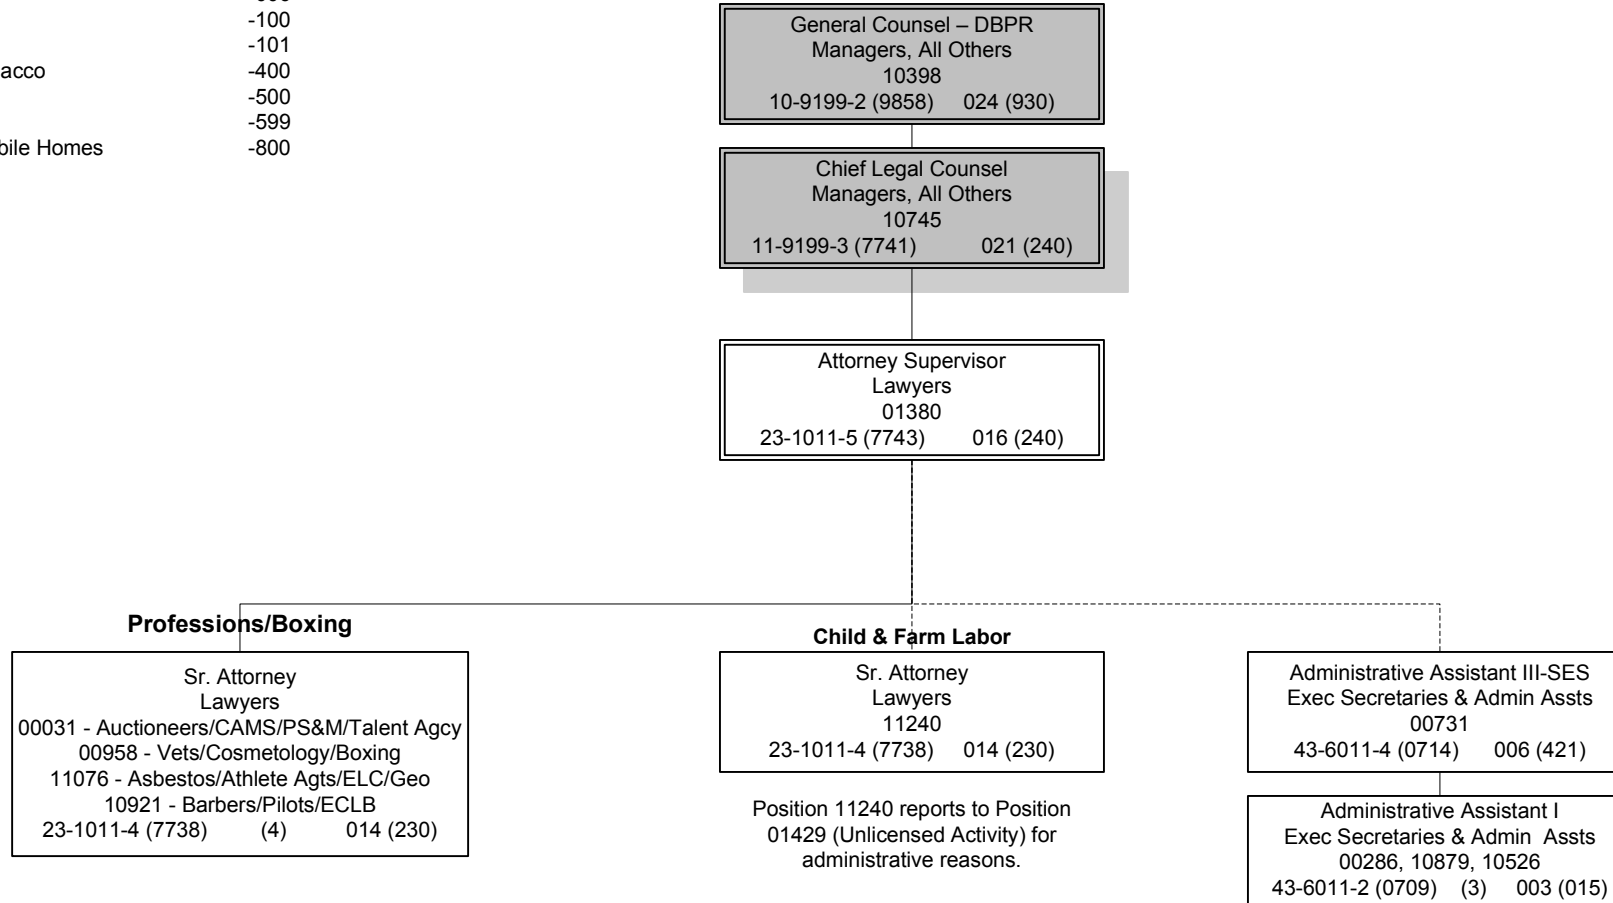 -100
-101
acco -400
-500
-599
bile Homes -800
General Counsel – DBPR
Managers, All Others
10398
10-9199-2 (9858) 024 (930)
Chief Legal Counsel
Managers, All Others
10745
11-9199-3 (7741) 021 (240)
Attorney Supervisor
Lawyers
01380
23-1011-5 (7743) 016 (240)
Professions/Boxing
Sr. Attorney
Lawyers
00031 - Auctioneers/CAMS/PS&M/Talent Agcy
00958 - Vets/Cosmetology/Boxing
11076 - Asbestos/Athlete Agts/ELC/Geo
10921 - Barbers/Pilots/ECLB
23-1011-4 (7738) (4) 014 (230)
Child & Farm Labor
Sr. Attorney
Lawyers
11240
23-1011-4 (7738) 014 (230)
Position 11240 reports to Position
01429 (Unlicensed Activity) for
administrative reasons.
Administrative Assistant III-SES
Exec Secretaries & Admin Assts
00731
43-6011-4 (0714) 006 (421)
Administrative Assistant I
Exec Secretaries & Admin Assts
00286, 10879, 10526
43-6011-2 (0709) (3) 003 (015)